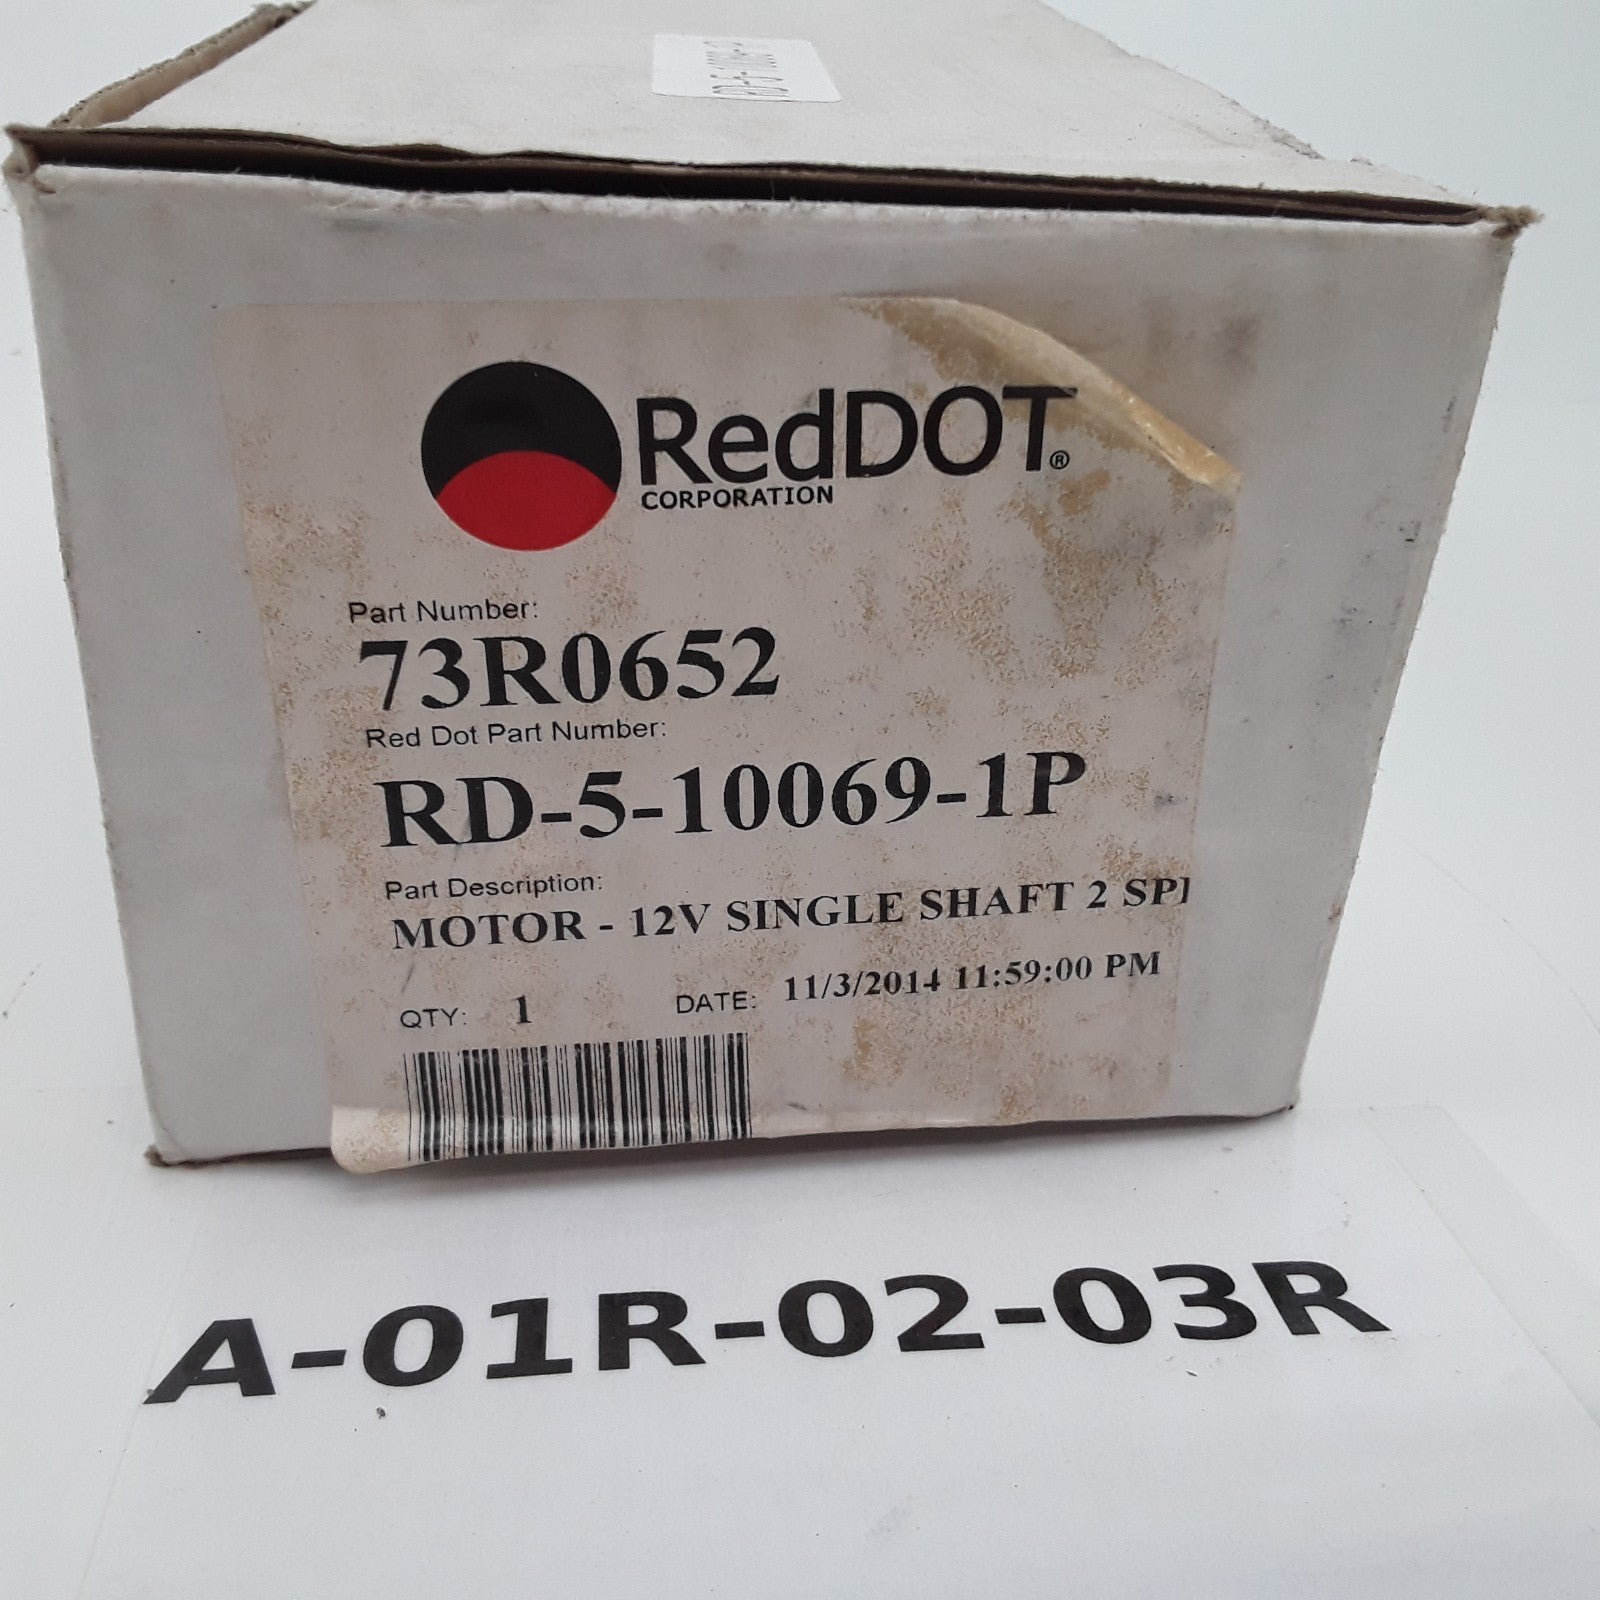 RedDOT®
CORPORATION
Part Number:
73R0652
Red Dot Part Number:
RD-5-10069-1P
Part Description:
MOTOR - 12V SINGLE SHAFT 2 SP
QTY: 1 DATE: 11/3/2014 11:59:00 PM
A-01R-02-03R